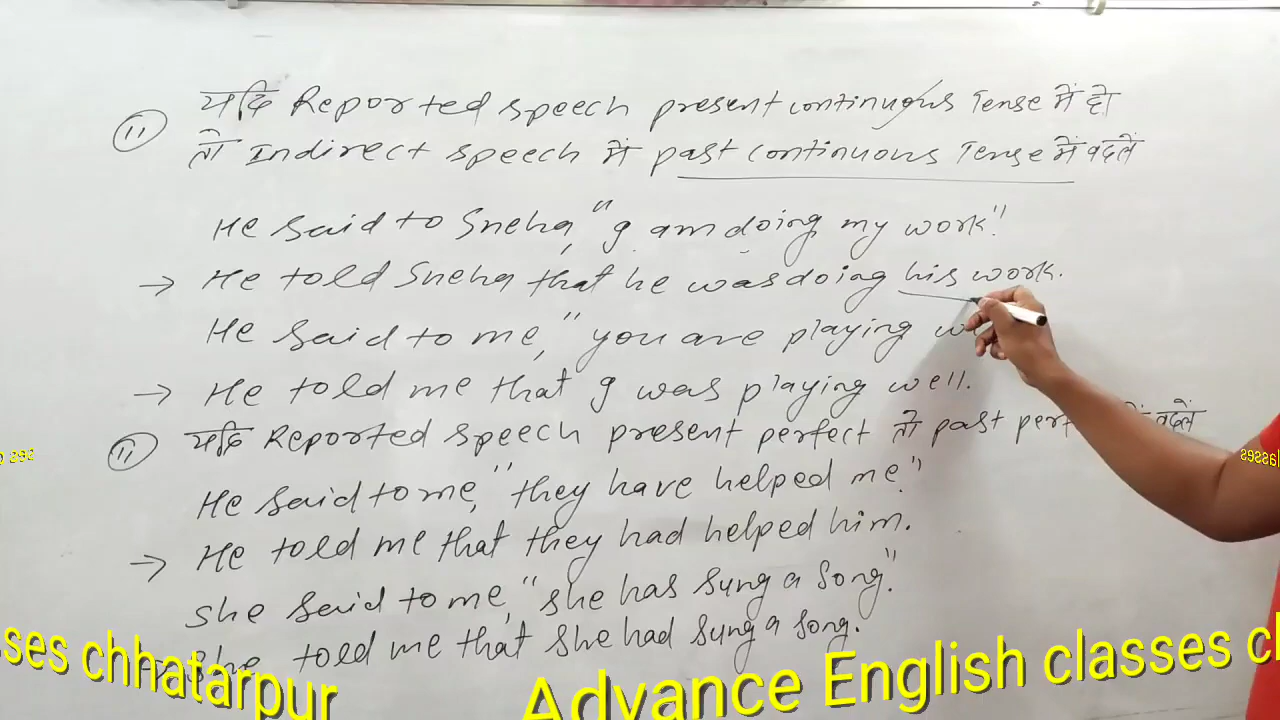 (11) यदि Reported speech present continuous Tense में हो
तो Indirect speech में past continuous Tense में बदलें
He said to Sneha, "I am doing my work".
→ He told Sneha that he was doing his work.
He said to me, "you are playing
→ He told me that I was playing well.
(11) यदि Reported speech present perfect तो past perf बदलें
He said to me, "they have helped me."
→ He told me that they had helped him.
She said to me, "she has sung a song."
→ She told me that she had sung a song.
sses chhatarpur Advance English classes c